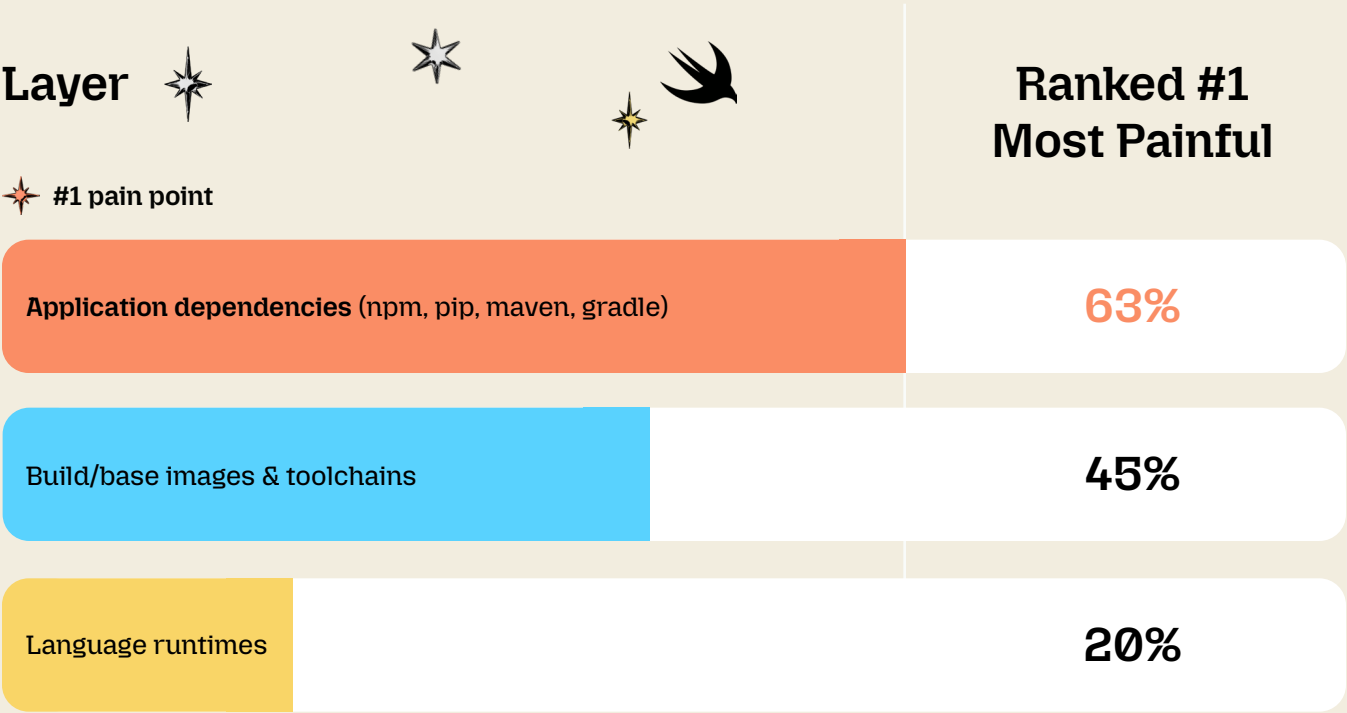 Layer
Ranked #1
Most Painful
#1 pain point
Application dependencies (npm, pip, maven, gradle)
63%
Build/base images & toolchains
45%
Language runtimes
20%